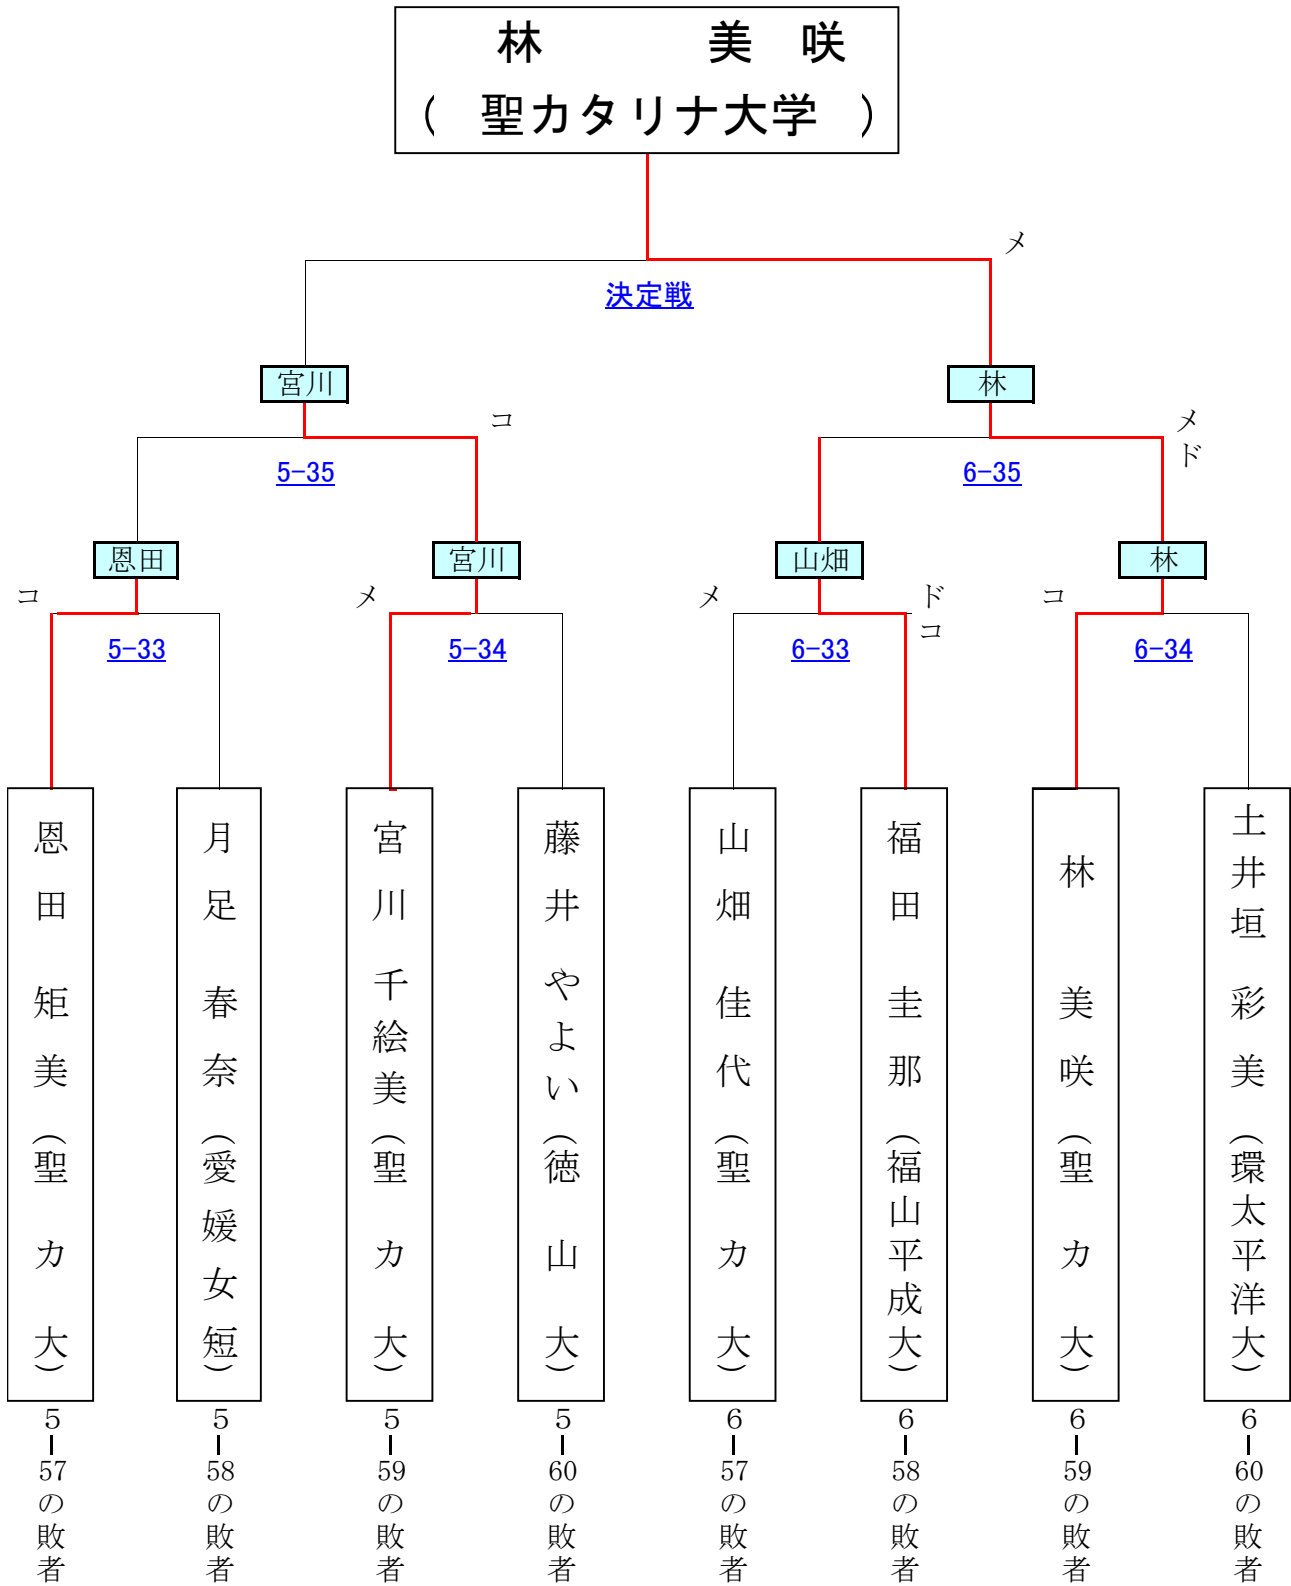 林 美 咲
( 聖カタリナ大学 )
メ
決定戦
宮川
林
コ
メ
ド
5-35
6-35
恩田
宮川
山畑
林
コ
メ
メ
ド
コ
コ
5-33
5-34
6-33
6-34
恩田 矩美(聖カ大)
月足 春奈(愛媛女短)
宮川 千絵美(聖カ大)
藤井 やよい(徳山大)
山畑 佳代(聖カ大)
福田 圭那(福山平成大)
林 美咲(聖カ大)
土井垣 彩美(環太平洋大)
5-57の敗者
5-58の敗者
5-59の敗者
5-60の敗者
6-57の敗者
6-58の敗者
6-59の敗者
6-60の敗者